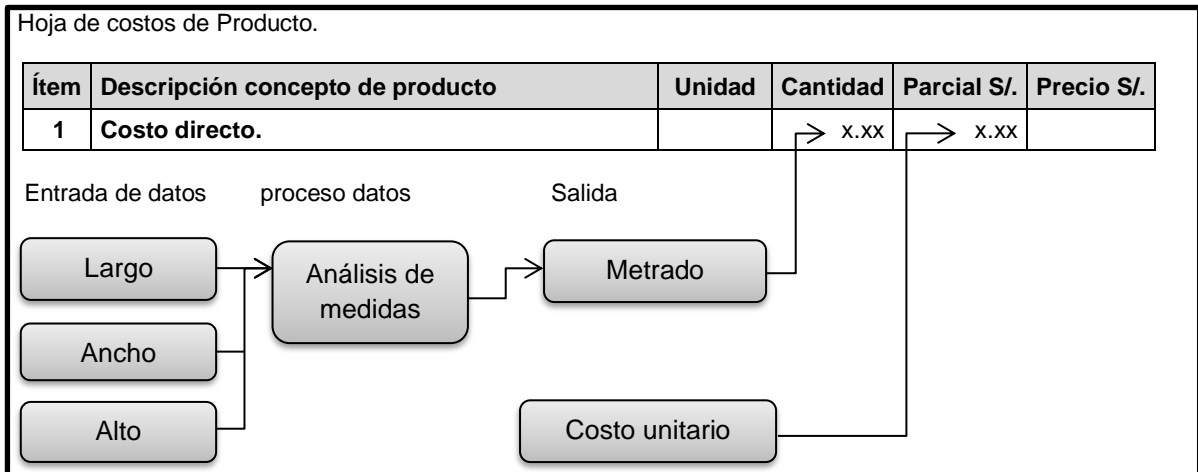 Hoja de costos de Producto.
Ítem Descripción concepto de producto Unidad Cantidad Parcial S/. Precio S/.
1 Costo directo. x.xx x.xx
Entrada de datos proceso datos Salida
Largo
Análisis de
medidas
Metrado
Ancho
Alto
Costo unitario